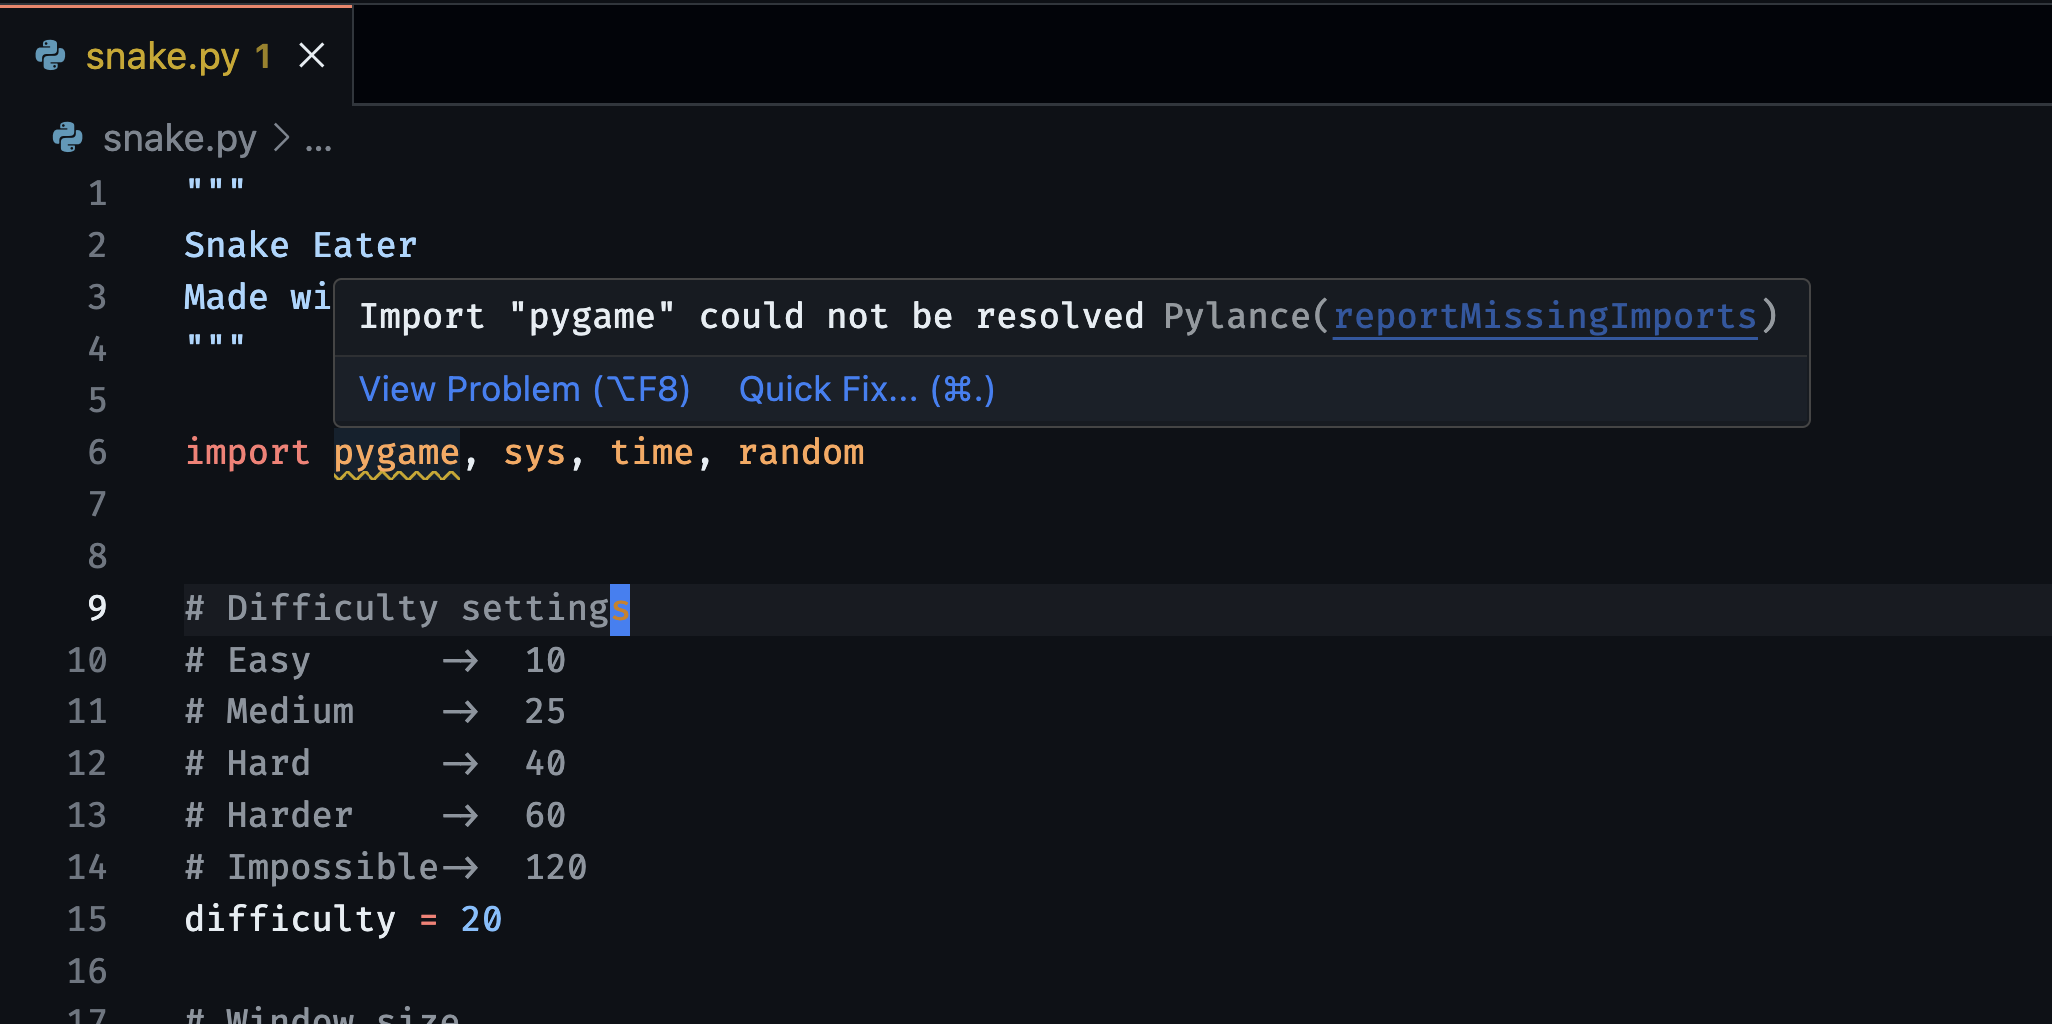 snake.py 1
snake.py > ...
1 """
2 Snake Eater
3 Made wi
Import "pygame" could not be resolved Pylance(reportMissingImports)
4 """
View Problem (⌥F8) Quick Fix... (⌘.)
5
6 import pygame, sys, time, random
7
8
9 # Difficulty settings
10 # Easy -> 10
11 # Medium -> 25
12 # Hard -> 40
13 # Harder -> 60
14 # Impossible-> 120
15 difficulty = 20
16
17 # Window size